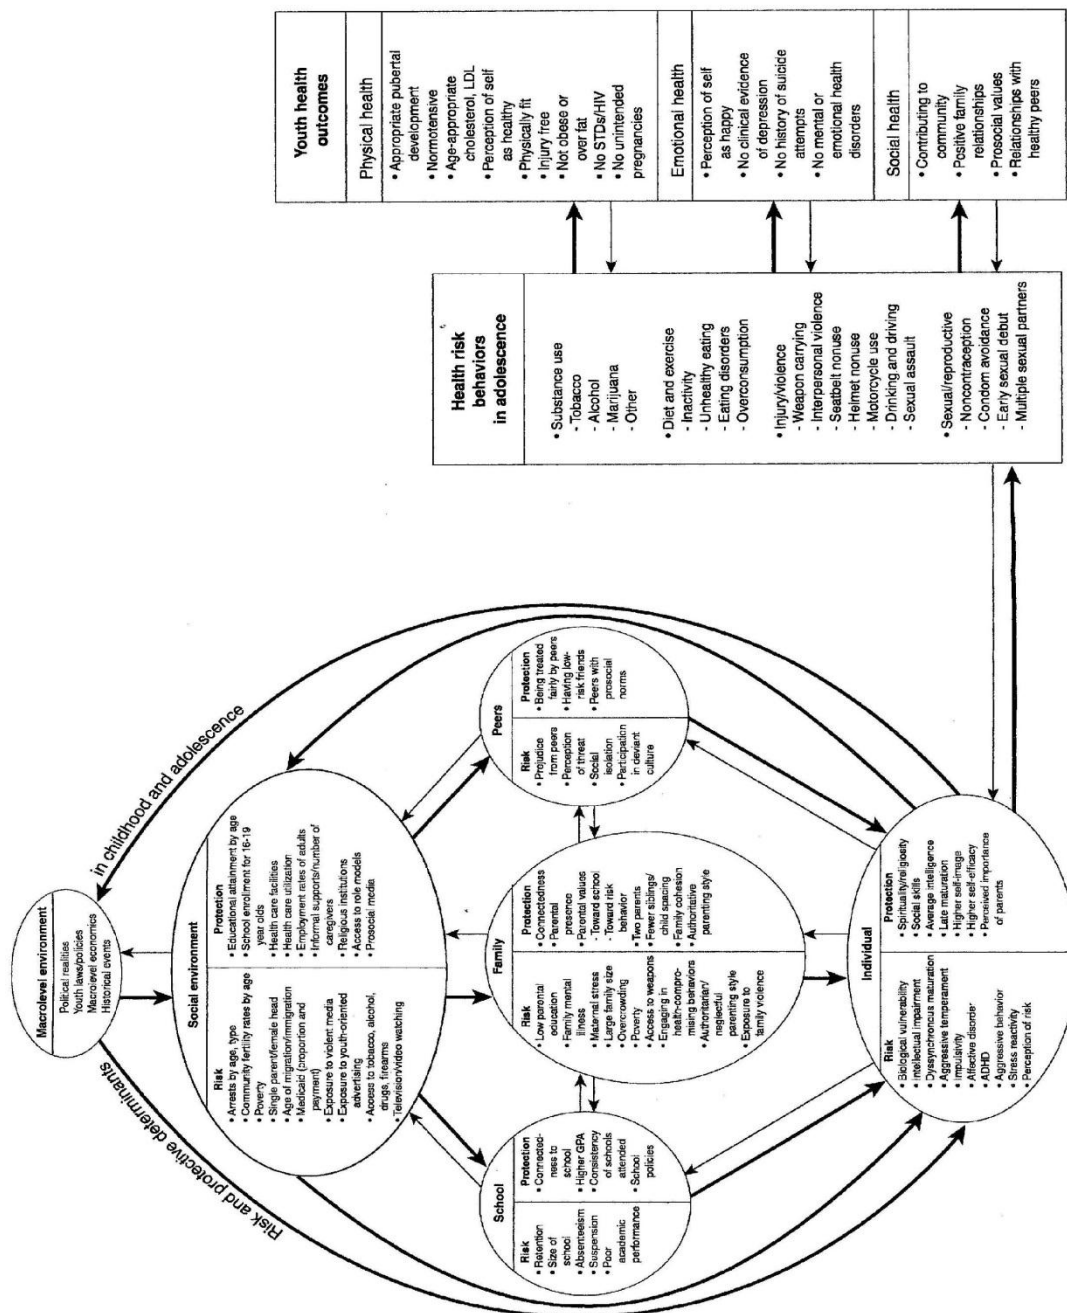 Risk and protective determinants
in childhood and adolescence
Macrolevel environment
Political realities
Youth laws/policies
Macrolevel economics
Historical events
Social environment
Risk
• Arrests by age, type
• Community fertility rates by age
• Poverty
• Single parent/female head
• Age of migration/immigration
• Medicaid (proportion and
payment)
• Exposure to violent media
• Exposure to youth-oriented
advertising
• Access to tobacco, alcohol,
drugs, firearms
• Television/video watching
Protection
• Educational attainment by age
• School enrollment for 16-19
year olds
• Health care facilities
• Health care utilization
• Employment rates of adults
• Informal supports/number of
caregivers
• Religious institutions
• Access to role models
• Prosocial media
School
Risk
• Retention
• Size of
school
• Absenteeism
• Suspension
• Poor
academic
performance
Protection
• Connected-
ness to
school
• Higher GPA
• Consistency
of schools
attended
• School
policies
Family
Risk
• Low parental
education
• Family mental
illness
• Maternal stress
• Large family size
• Overcrowding
• Poverty
• Access to weapons
• Engaging in
health-compro-
mising behaviors
• Authoritarian/
neglectful
parenting style
• Exposure to
family violence
Protection
• Connectedness
• Parental
presence
• Parental values
- Toward school
- Toward risk
behavior
• Two parents
• Fewer siblings/
child spacing
• Family cohesion
• Authoritative
parenting style
Peers
Risk
• Prejudice
from peers
• Perception
of threat
• Social
isolation
• Participation
in deviant
culture
Protection
• Being treated
fairly by peers
• Having low-
risk friends
• Peers with
prosocial
norms
Individual
Risk
• Biological vulnerability
• Intellectual impairment
• Dyssynchronous maturation
• Aggressive temperament
• Impulsivity
• Affective disorder
• ADHD
• Aggressive behavior
• Stress reactivity
• Perception of risk
Protection
• Spirituality/religiosity
• Social skills
• Average intelligence
• Late maturation
• Higher self-image
• Higher self-efficacy
• Perceived importance
of parents
Health risk
behaviors
in adolescence
• Substance use
- Tobacco
- Alcohol
- Marijuana
- Other
• Diet and exercise
- Inactivity
- Unhealthy eating
- Eating disorders
- Overconsumption
• Injury/violence
- Weapon carrying
- Interpersonal violence
- Seatbelt nonuse
- Helmet nonuse
- Motorcycle use
- Drinking and driving
- Sexual assault
• Sexual/reproductive
- Noncontraception
- Condom avoidance
- Early sexual debut
- Multiple sexual partners
Youth health
outcomes
Physical health
• Appropriate pubertal
development
• Normotensive
• Age-appropriate
cholesterol, LDL
• Perception of self
as healthy
• Physically fit
• Injury free
• Not obese or
over fat
• No STDs/HIV
• No unintended
pregnancies
Emotional health
• Perception of self
as happy
• No clinical evidence
of depression
• No history of suicide
attempts
• No mental or
emotional health
disorders
Social health
• Contributing to
community
• Positive family
relationships
• Prosocial values
• Relationships with
healthy peers